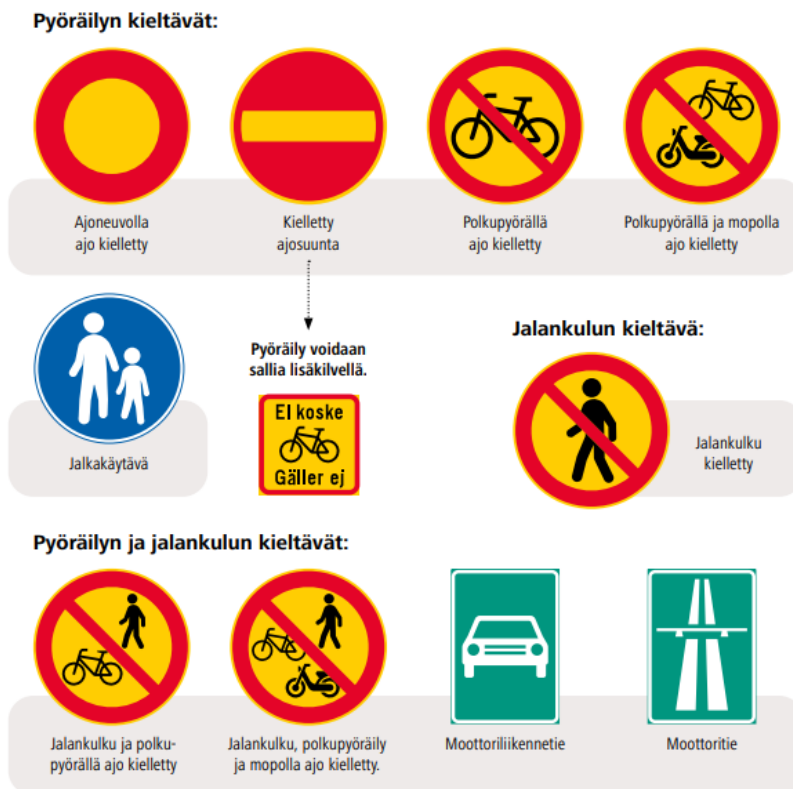 Pyöräilyn kieltävät:
Ajoneuvolla
ajo kielletty
Kielletty
ajosuunta
Polkupyörällä
ajo kielletty
Polkupyörällä ja mopolla
ajo kielletty
Jalkakäytävä
Pyöräily voidaan
sallia lisäkilvellä.
EI koske
Gäller ej
Jalankulun kieltävä:
Jalankulku
kielletty
Pyöräilyn ja jalankulun kieltävät:
Jalankulku ja polku-
pyörällä ajo kielletty
Jalankulku, polkupyöräily
ja mopolla ajo kielletty.
Moottoriliikennetie
Moottoritie